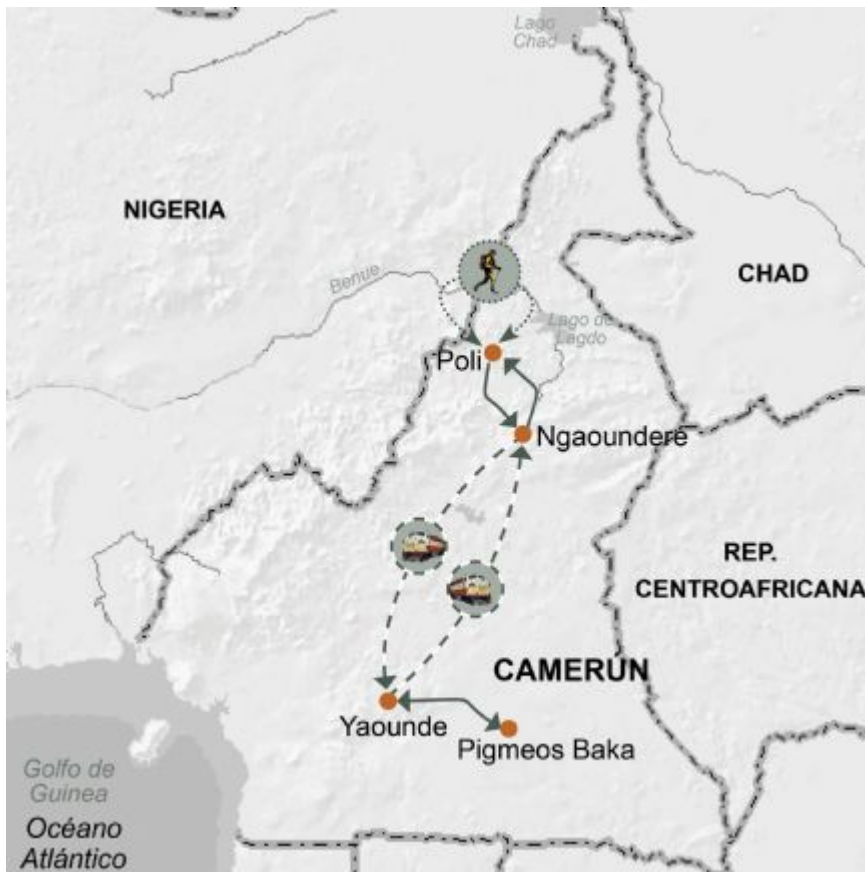 Lago
Chad
NIGERIA
CHAD
Benue
Lago de
Lagdo
Poli
Ngaoundere
REP.
CENTROAFRICANA
CAMERUN
Yaounde
Pigmeos Baka
Golfo de
Guinea
Océano
Atlántico